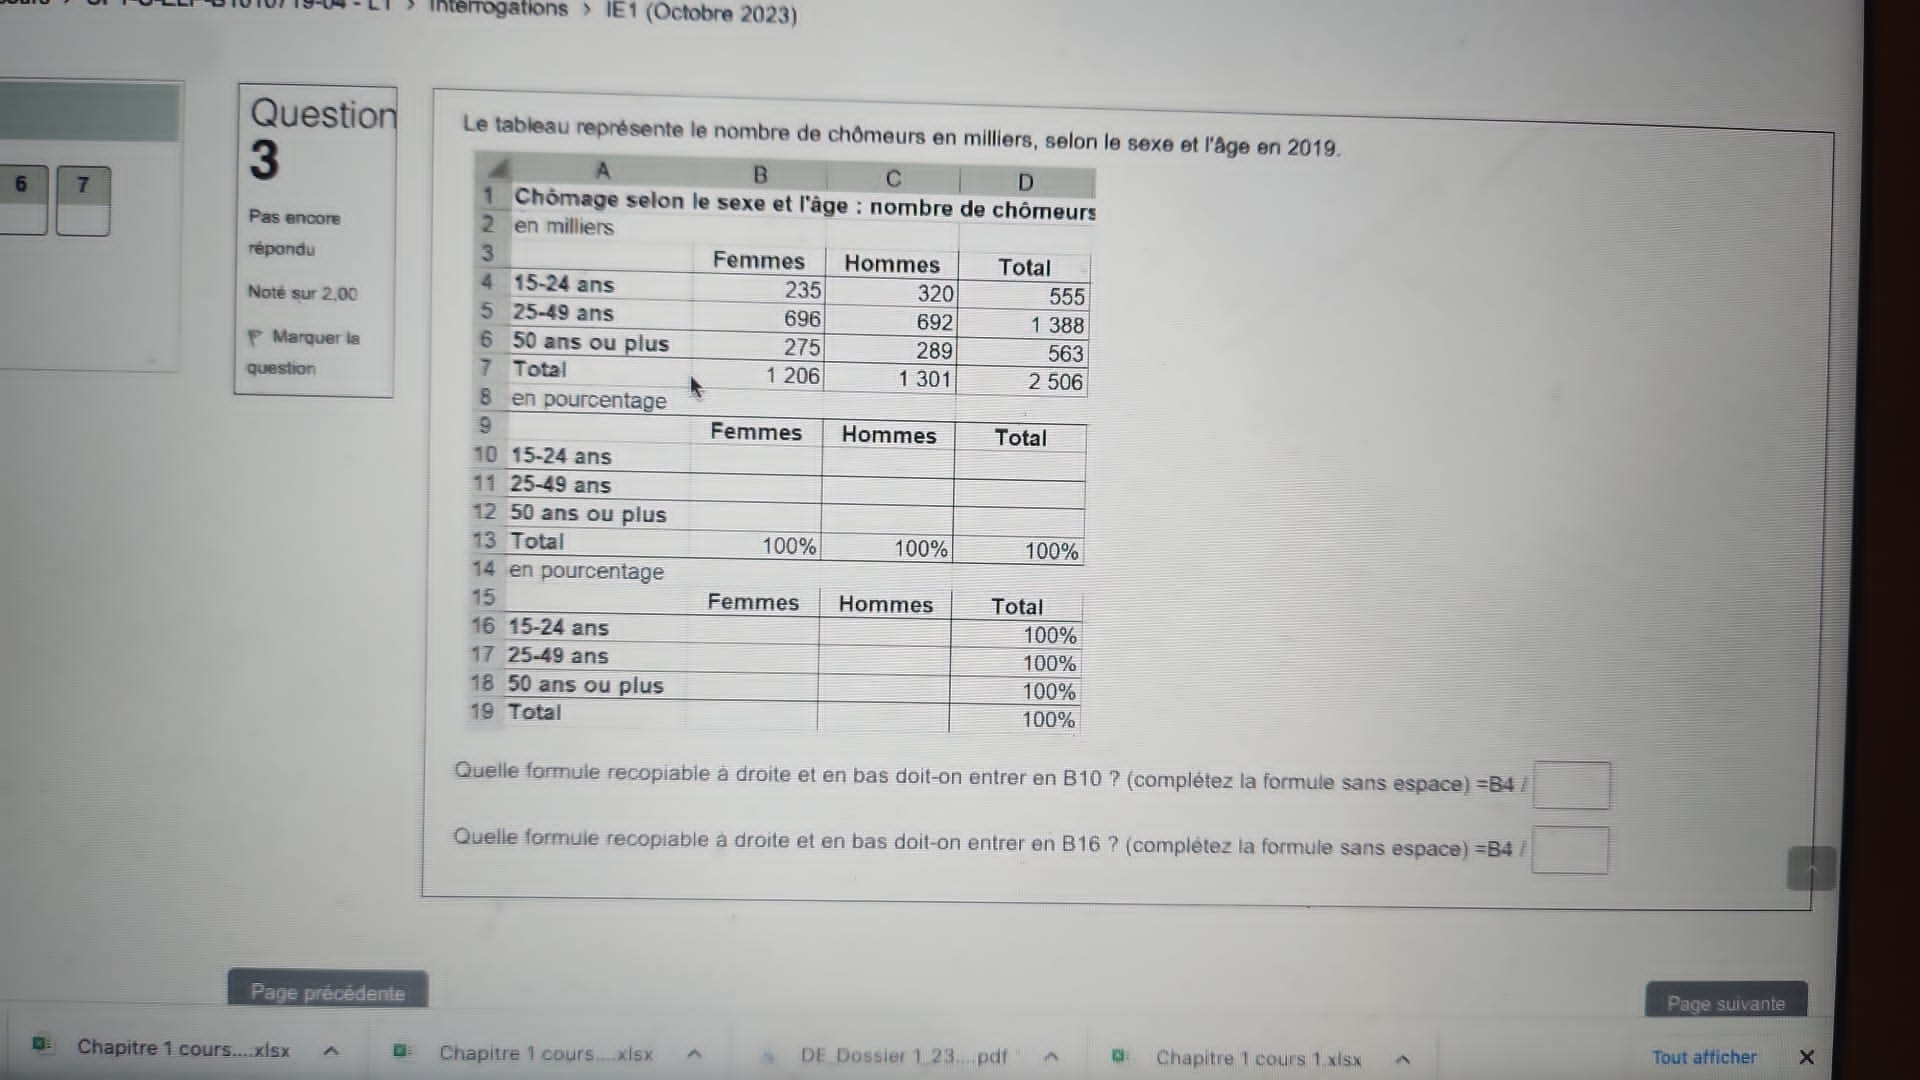 Interrogations > IE1 (Octobre 2023)
6 7
Question
3
Pas encore
répondu
Noté sur 2,00
Marquer la
question
Le tableau représente le nombre de chômeurs en milliers, selon le sexe et l'âge en 2019.
A B C D
1 Chômage selon le sexe et l'âge : nombre de chômeurs
2 en milliers
3 Femmes Hommes Total
4 15-24 ans 235 320 555
5 25-49 ans 696 692 1 388
6 50 ans ou plus 275 289 563
7 Total 1 206 1 301 2 506
8 en pourcentage
9 Femmes Hommes Total
10 15-24 ans
11 25-49 ans
12 50 ans ou plus
13 Total 100% 100% 100%
14 en pourcentage
15 Femmes Hommes Total
16 15-24 ans 100%
17 25-49 ans 100%
18 50 ans ou plus 100%
19 Total 100%
Quelle formule recopiable à droite et en bas doit-on entrer en B10 ? (complétez la formule sans espace) =B4 /
Quelle formule recopiable à droite et en bas doit-on entrer en B16 ? (complétez la formule sans espace) =B4 /
Page précédente
Page suivante
Chapitre 1 cours....xlsx
Chapitre 1 cours....xlsx
DE_Dossier 1_23....pdf
Chapitre 1 cours 1.xlsx
Tout afficher